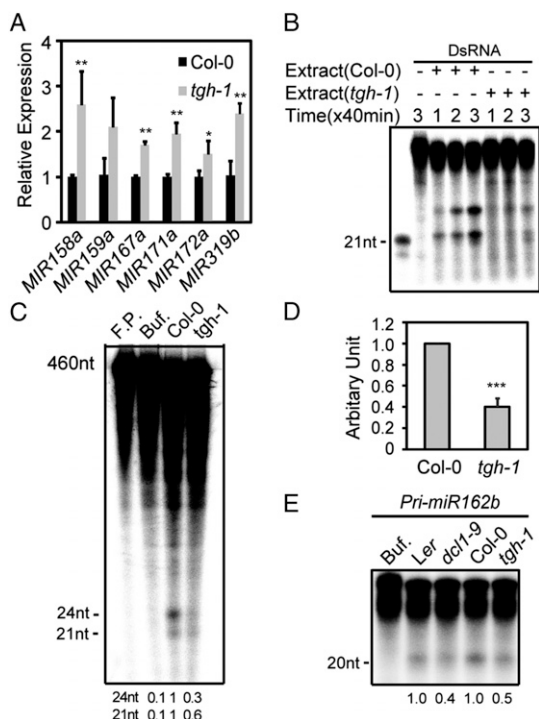 A
Relative Expression
4
3
2
1
0
** ** ** * **
Col-0
tgh-1
MIR158a MIR159a MIR167a MIR171a MIR172a MIR319b
B
DsRNA
Extract(Col-0) - + + + - - -
Extract(tgh-1) - - - - + + +
Time(x40min) 3 1 2 3 1 2 3
21nt
C
F.P. Buf. Col-0 tgh-1
460nt
24nt
21nt
24nt 0.1 1 0.3
21nt 0.1 1 0.6
D
Arbitary Unit
1.2
1.0
0.8
0.6
0.4
0.2
0
***
Col-0 tgh-1
E
Pri-miR162b
Buf. Ler dcl1-9 Col-0 tgh-1
20nt
1.0 0.4 1.0 0.5